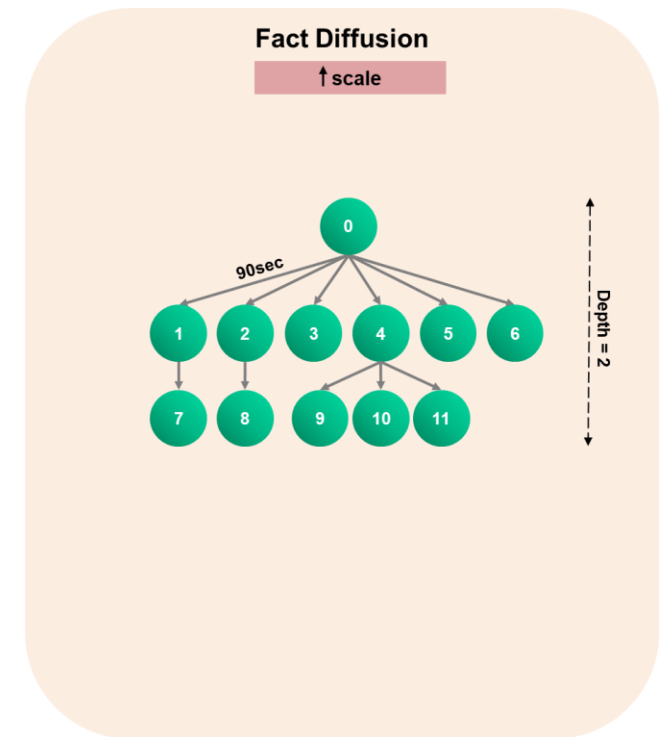 Fact Diffusion
↑ scale
0
90sec
1 2 3 4 5 6
7 8 9 10 11
Depth = 2